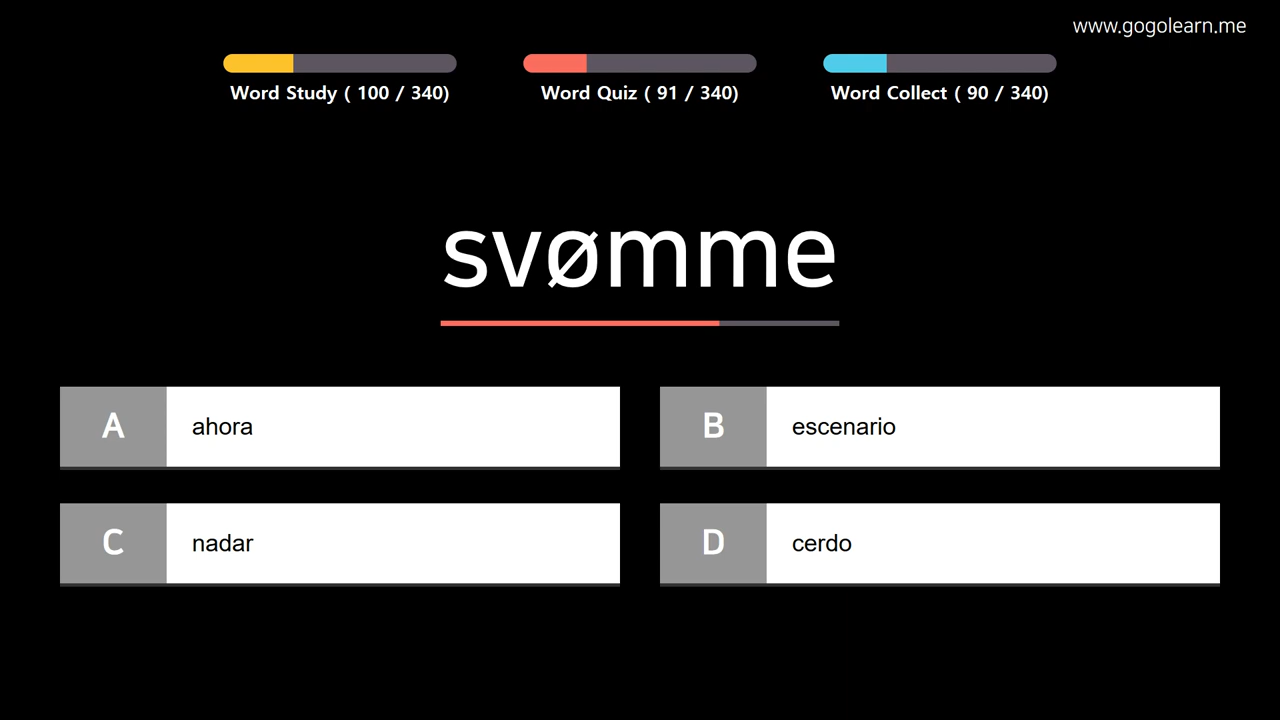 www.gogolearn.me
Word Study ( 100 / 340)
Word Quiz ( 91 / 340)
Word Collect ( 90 / 340)
svømme
A ahora
B escenario
C nadar
D cerdo